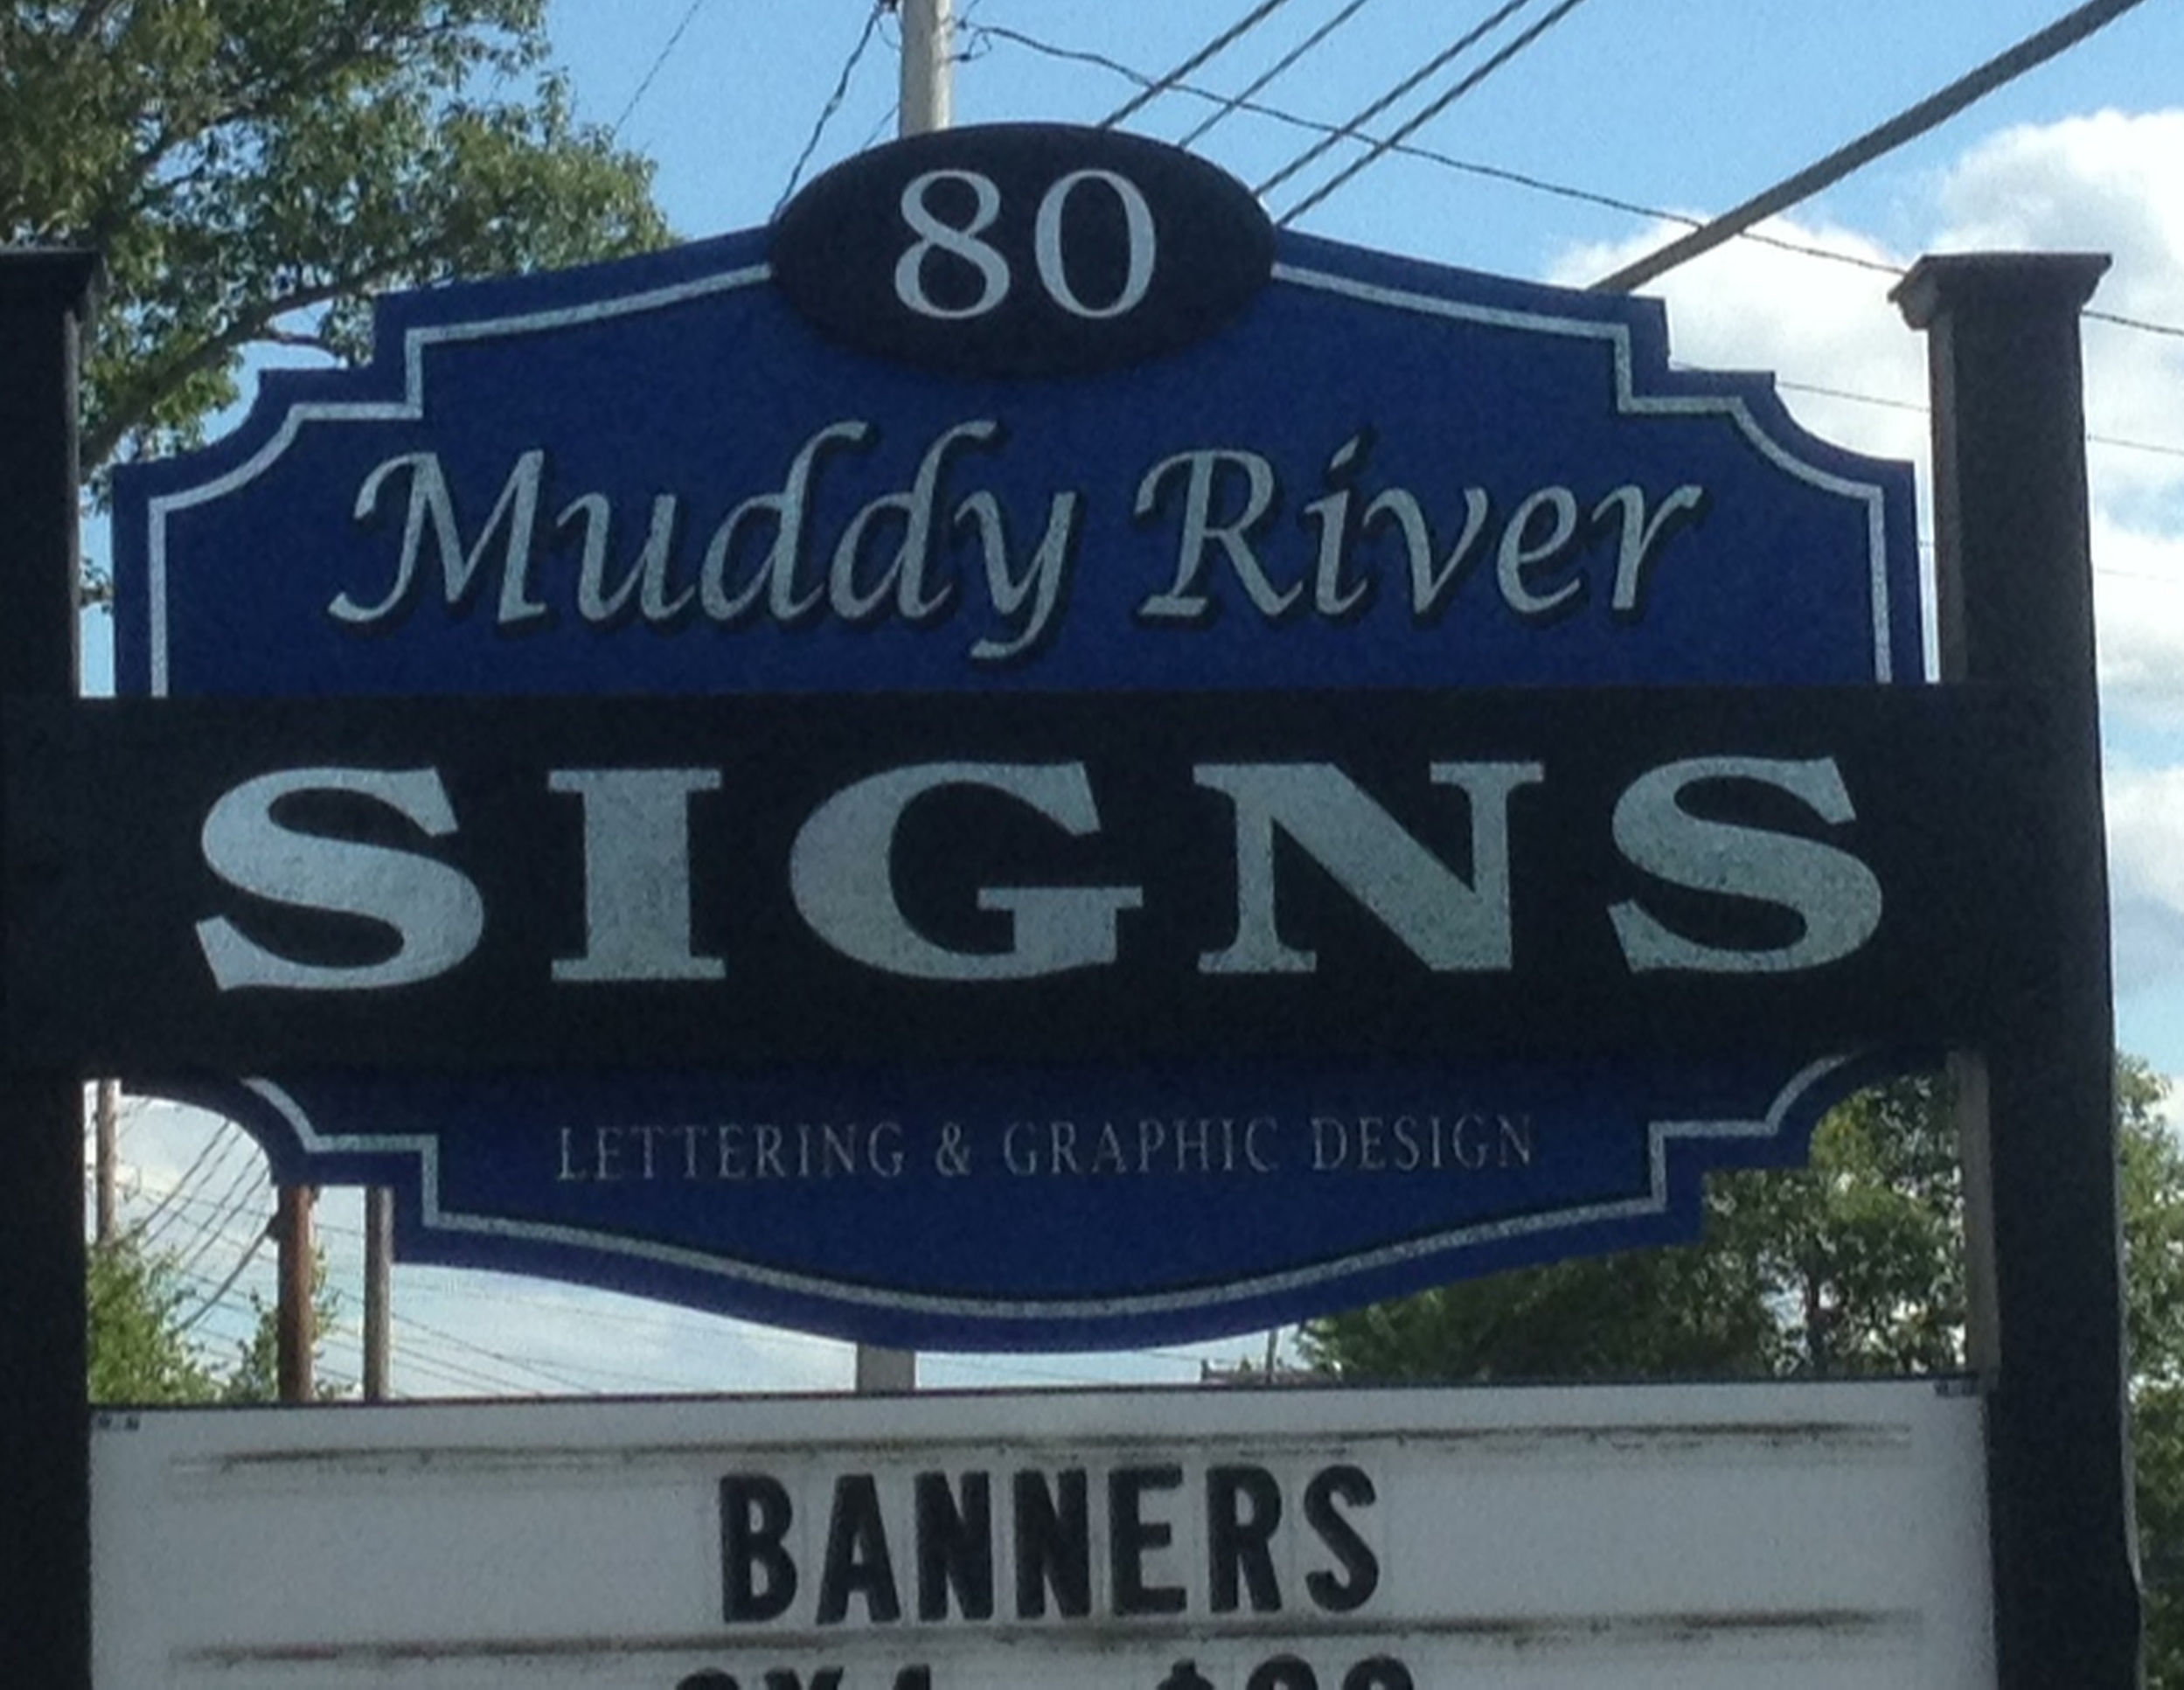 80
Muddy River
SIGNS
LETTERING & GRAPHIC DESIGN
BANNERS